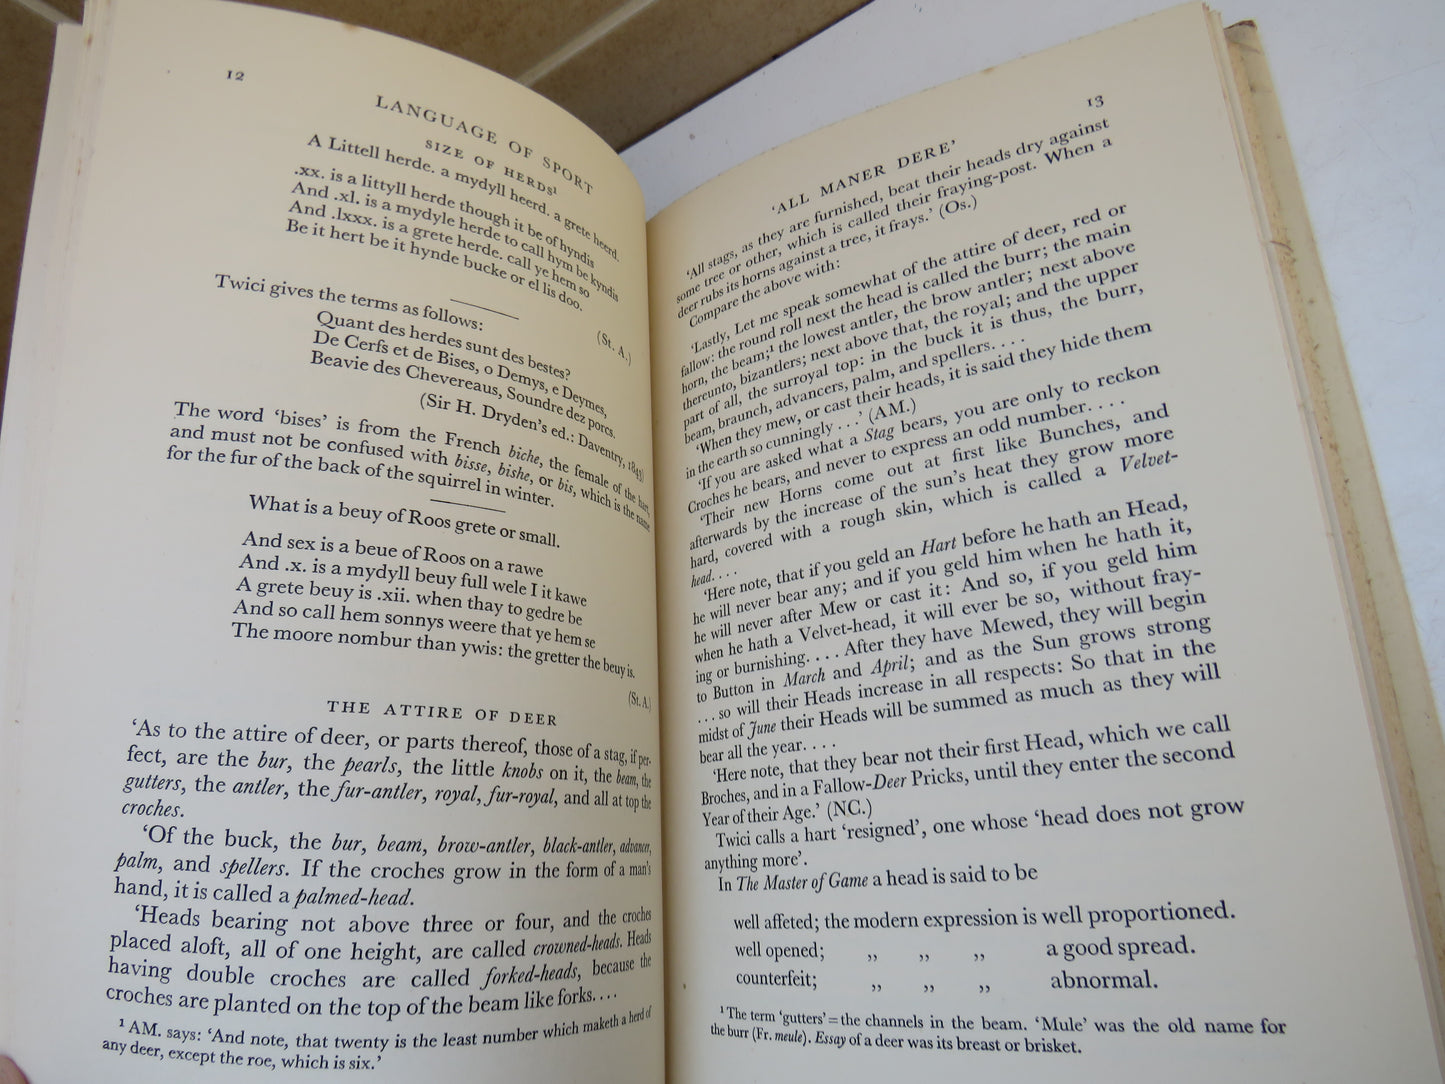 12
LANGUAGE OF SPORT
SIZE OF HERDS¹
A Littell herde. a mydyll heerd. a grete heerd.
.xx. is a littyll herde though it be of hyndis
And .xl. is a mydyle herde to call hym be kyndis
And .lxxx. is a grete herde. call ye hem so
Be it hert be it hynde bucke or el lis doo.
(St. A.)
Twici gives the terms as follows:
Quant des herdes sunt des bestes?
De Cerfs et de Bises, o Demys, e Deymes,
Beavie des Chevereaus, Soundre dez porcs.
(Sir H. Dryden's ed.: Daventry, 1843)
The word 'bises' is from the French biche, the female of the hart,
and must not be confused with bisse, bishe, or bis, which is the name
for the fur of the back of the squirrel in winter.
What is a beuy of Roos grete or small.
And sex is a beue of Roos on a rawe
And .x. is a mydyll beuy full wele I it kawe
A grete beuy is .xii. when thay to gedre be
And so call hem sonnys weere that ye hem se
The moore nombur than ywis: the gretter the beuy is.
(St. A.)
THE ATTIRE OF DEER
'As to the attire of deer, or parts thereof, those of a stag, if per-
fect, are the bur, the pearls, the little knobs on it, the beam, the
gutters, the antler, the fur-antler, royal, fur-royal, and all at top the
croches.
'Of the buck, the bur, beam, brow-antler, black-antler, advancer,
palm, and spellers. If the croches grow in the form of a man's
hand, it is called a palmed-head.
'Heads bearing not above three or four, and the croches
placed aloft, all of one height, are called crowned-heads. Heads
having double croches are called forked-heads, because the
croches are planted on the top of the beam like forks. . . .
¹ AM. says: 'And note, that twenty is the least number which maketh a herd of
any deer, except the roe, which is six.'
13
'ALL MANER DERE'
'All stags, as they are furnished, beat their heads dry against
some tree or other, which is called their fraying-post. When a
deer rubs its horns against a tree, it frays.' (Os.)
Compare the above with:
'Lastly, Let me speak somewhat of the attire of deer, red or
fallow: the round roll next the head is called the burr; the main
horn, the beam;¹ the lowest antler, the brow antler; next above
thereunto, bizantlers; next above that, the royal; and the upper
part of all, the surroyal top: in the buck it is thus, the burr,
beam, braunch, advancers, palm, and spellers. . . .
'When they mew, or cast their heads, it is said they hide them
in the earth so cunningly . . .' (AM.)
'If you are asked what a Stag bears, you are only to reckon
Croches he bears, and never to express an odd number. . . .
'Their new Horns come out at first like Bunches, and
afterwards by the increase of the sun's heat they grow more
hard, covered with a rough skin, which is called a Velvet-
head. . . .
'Here note, that if you geld an Hart before he hath an Head,
he will never bear any; and if you geld him when he hath it,
he will never after Mew or cast it: And so, if you geld him
when he hath a Velvet-head, it will ever be so, without fray-
ing or burnishing. . . . After they have Mewed, they will begin
to Button in March and April; and as the Sun grows strong
. . . so will their Heads increase in all respects: So that in the
midst of June their Heads will be summed as much as they will
bear all the year. . . .
'Here note, that they bear not their first Head, which we call
Broches, and in a Fallow-Deer Pricks, until they enter the second
Year of their Age.' (NC.)
Twici calls a hart 'resigned', one whose 'head does not grow
anything more'.
In The Master of Game a head is said to be
well affeted; the modern expression is well proportioned.
well opened; ,, ,, ,, a good spread.
counterfeit; ,, ,, ,, abnormal.
¹ The term 'gutters' = the channels in the beam. 'Mule' was the old name for
the burr (Fr. meule). Essay of a deer was its breast or brisket.